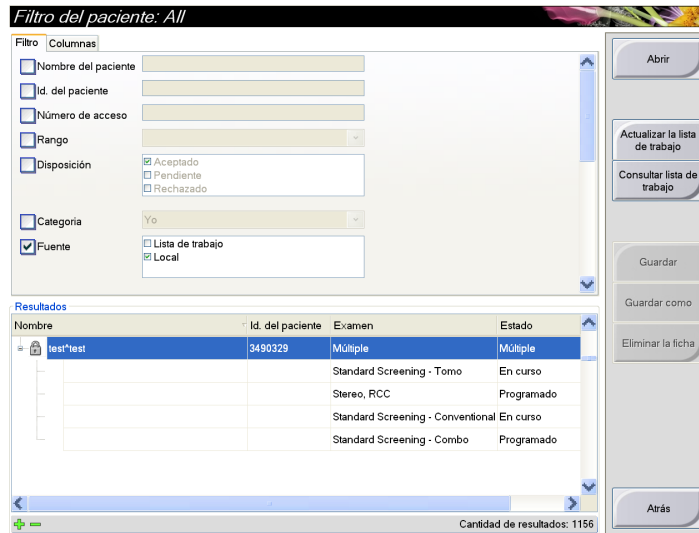 Filtro del paciente: All
Filtro Columnas
Nombre del paciente
Id. del paciente
Número de acceso
Rango
Disposición
Aceptado
Pendiente
Rechazado
Categoria
Yo
Fuente
Lista de trabajo
Local
Resultados
Nombre Id. del paciente Examen Estado
test^test 3490329 Múltiple Múltiple
Standard Screening - Tomo En curso
Stereo, RCC Programado
Standard Screening - Conventional En curso
Standard Screening - Combo Programado
Cantidad de resultados: 1156
Abrir
Actualizar la lista
de trabajo
Consultar lista de
trabajo
Guardar
Guardar como
Eliminar la ficha
Atrás